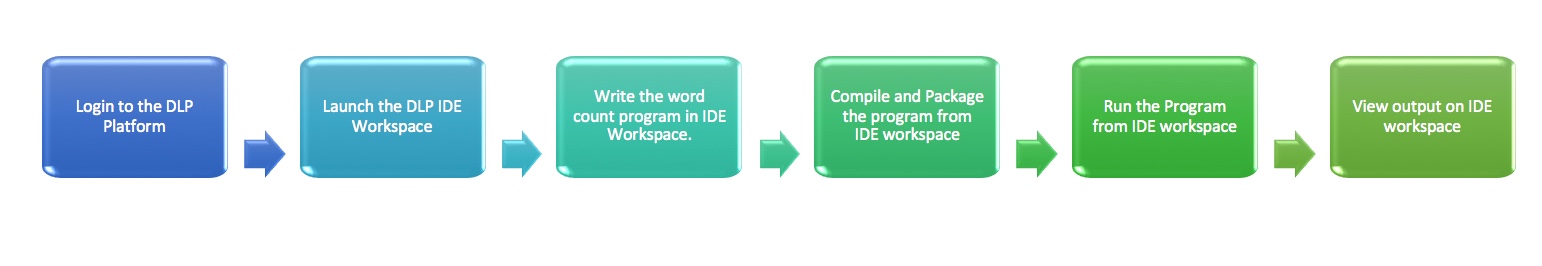 Login to the DLP
Platform
Launch the DLP IDE
Workspace
Write the word
count program in IDE
Workspace.
Compile and Package
the program from
IDE workspace
Run the Program
from IDE workspace
View output on IDE
workspace